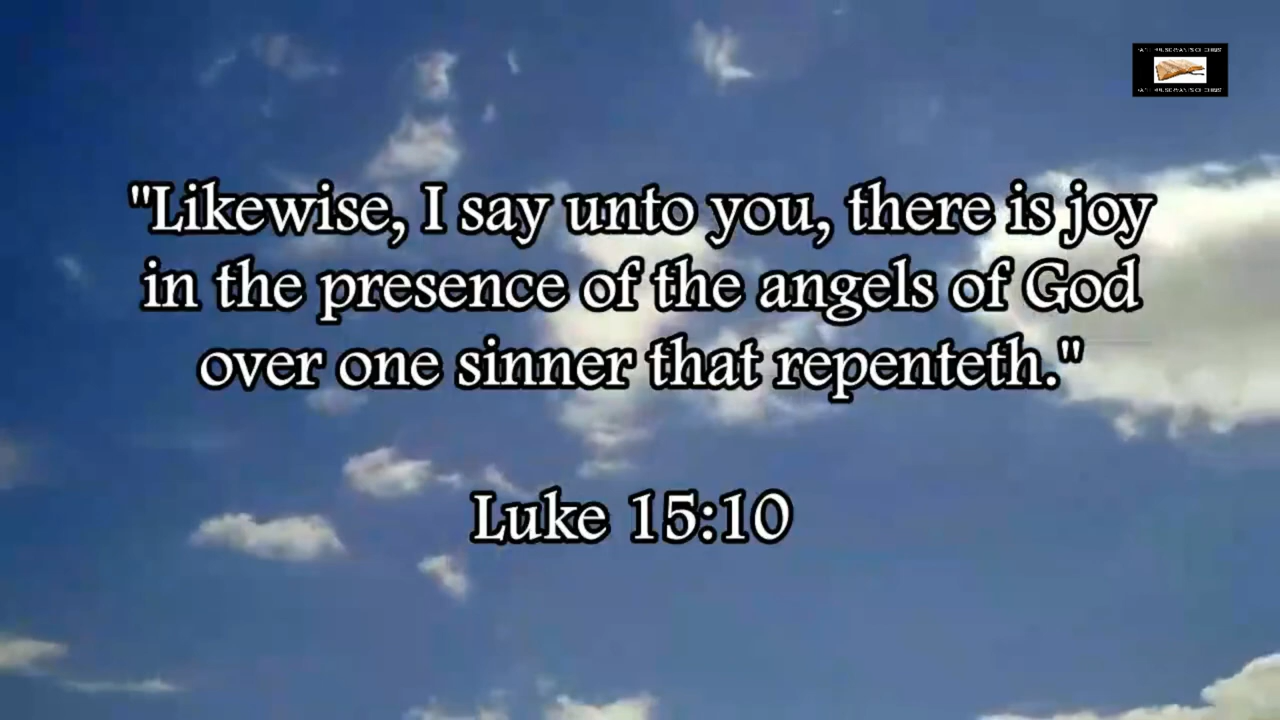 "Likewise, I say unto you, there is joy
in the presence of the angels of God
over one sinner that repenteth."
Luke 15:10